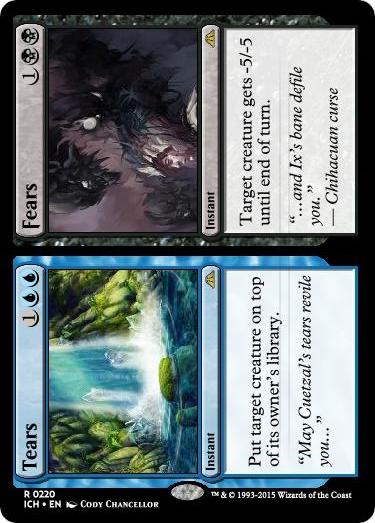 Tears
1
Instant
Put target creature on top
of its owner's library.
"May Cuetzal's tears revile
you..."
Fears
1
Instant
Target creature gets -5/-5
until end of turn.
"...and Ix's bane defile
you."
— Chihacuan curse
R 0220
ICH • EN Cody Chancellor
™ & © 1993-2015 Wizards of the Coast